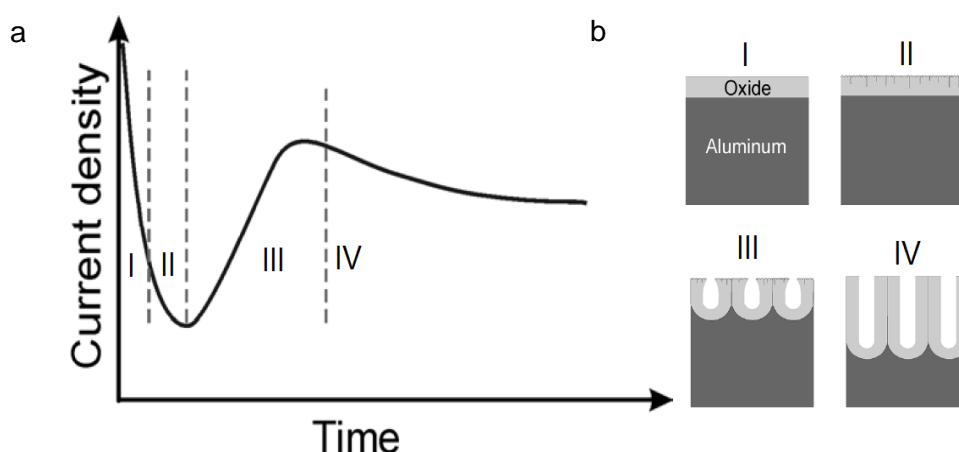 a
Current density
I
II
III
IV
Time
b
I
II
Oxide
Aluminum
III
IV